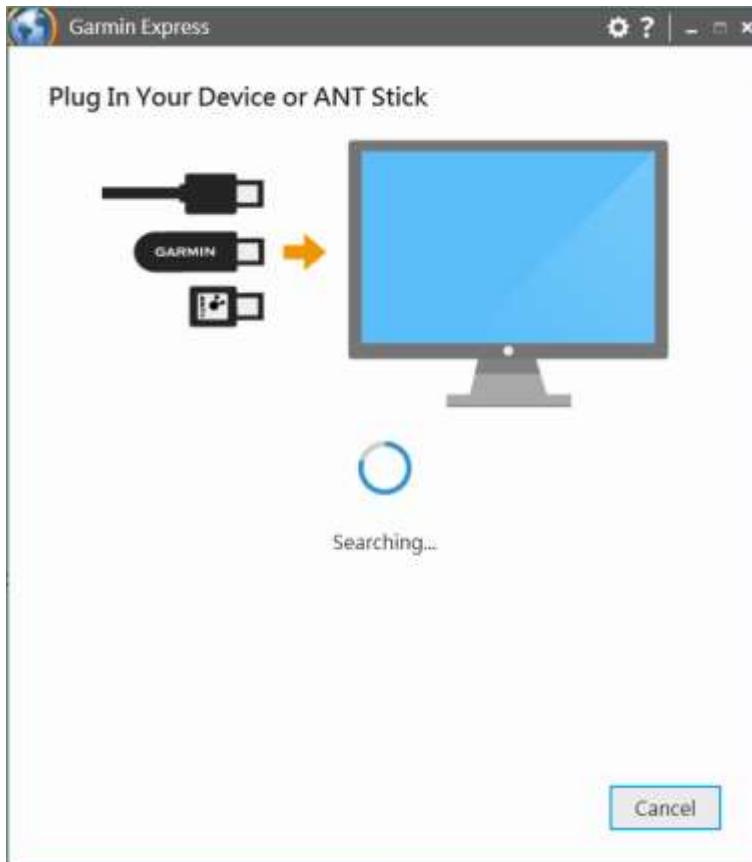 Garmin Express
?
Plug In Your Device or ANT Stick
GARMIN
Searching...
Cancel